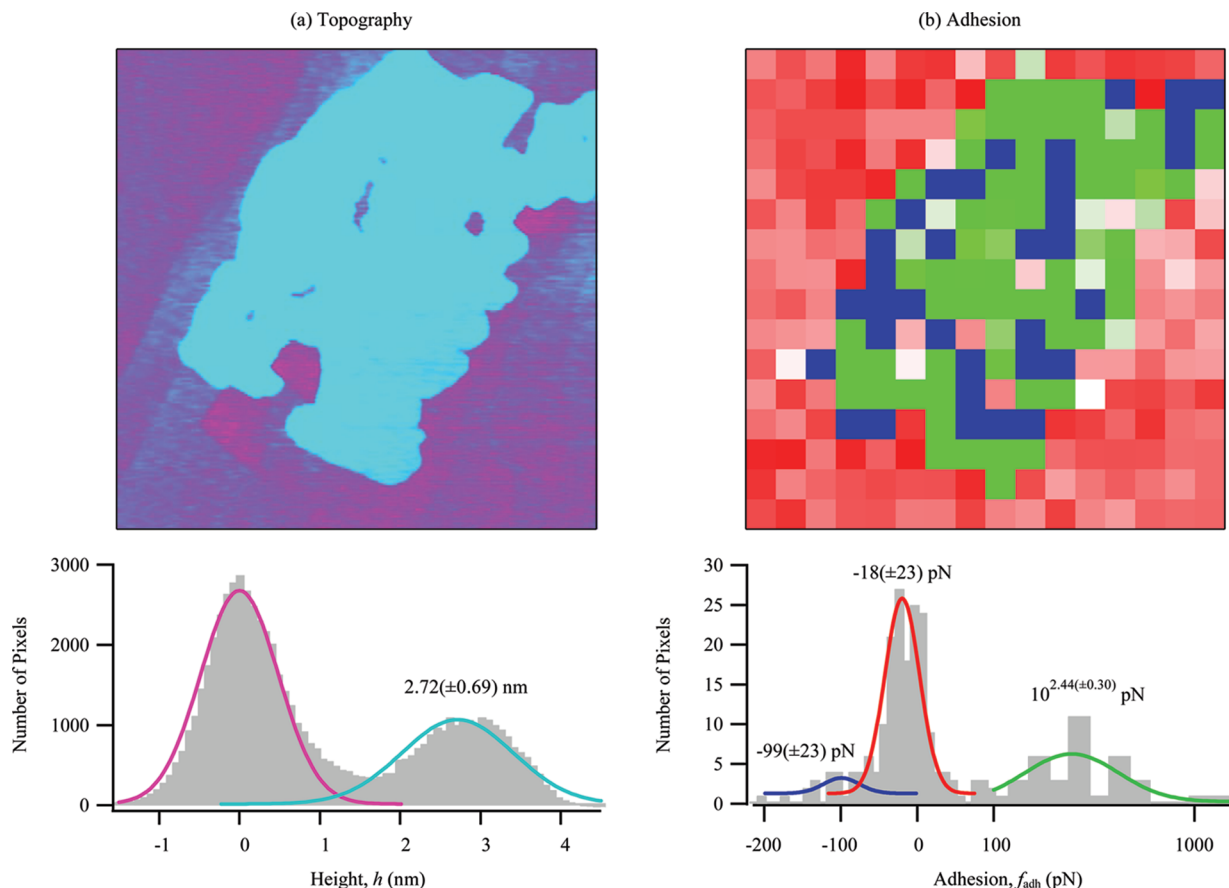 (a) Topography
(b) Adhesion
3000
2000
1000
0
Number of Pixels
2.72(±0.69) nm
-1
0
1
2
3
4
Height, h (nm)
30
25
20
15
10
5
0
Number of Pixels
-18(±23) pN
-99(±23) pN
10^2.44(±0.30) pN
-200
-100
0
100
1000
Adhesion, f_adh (pN)